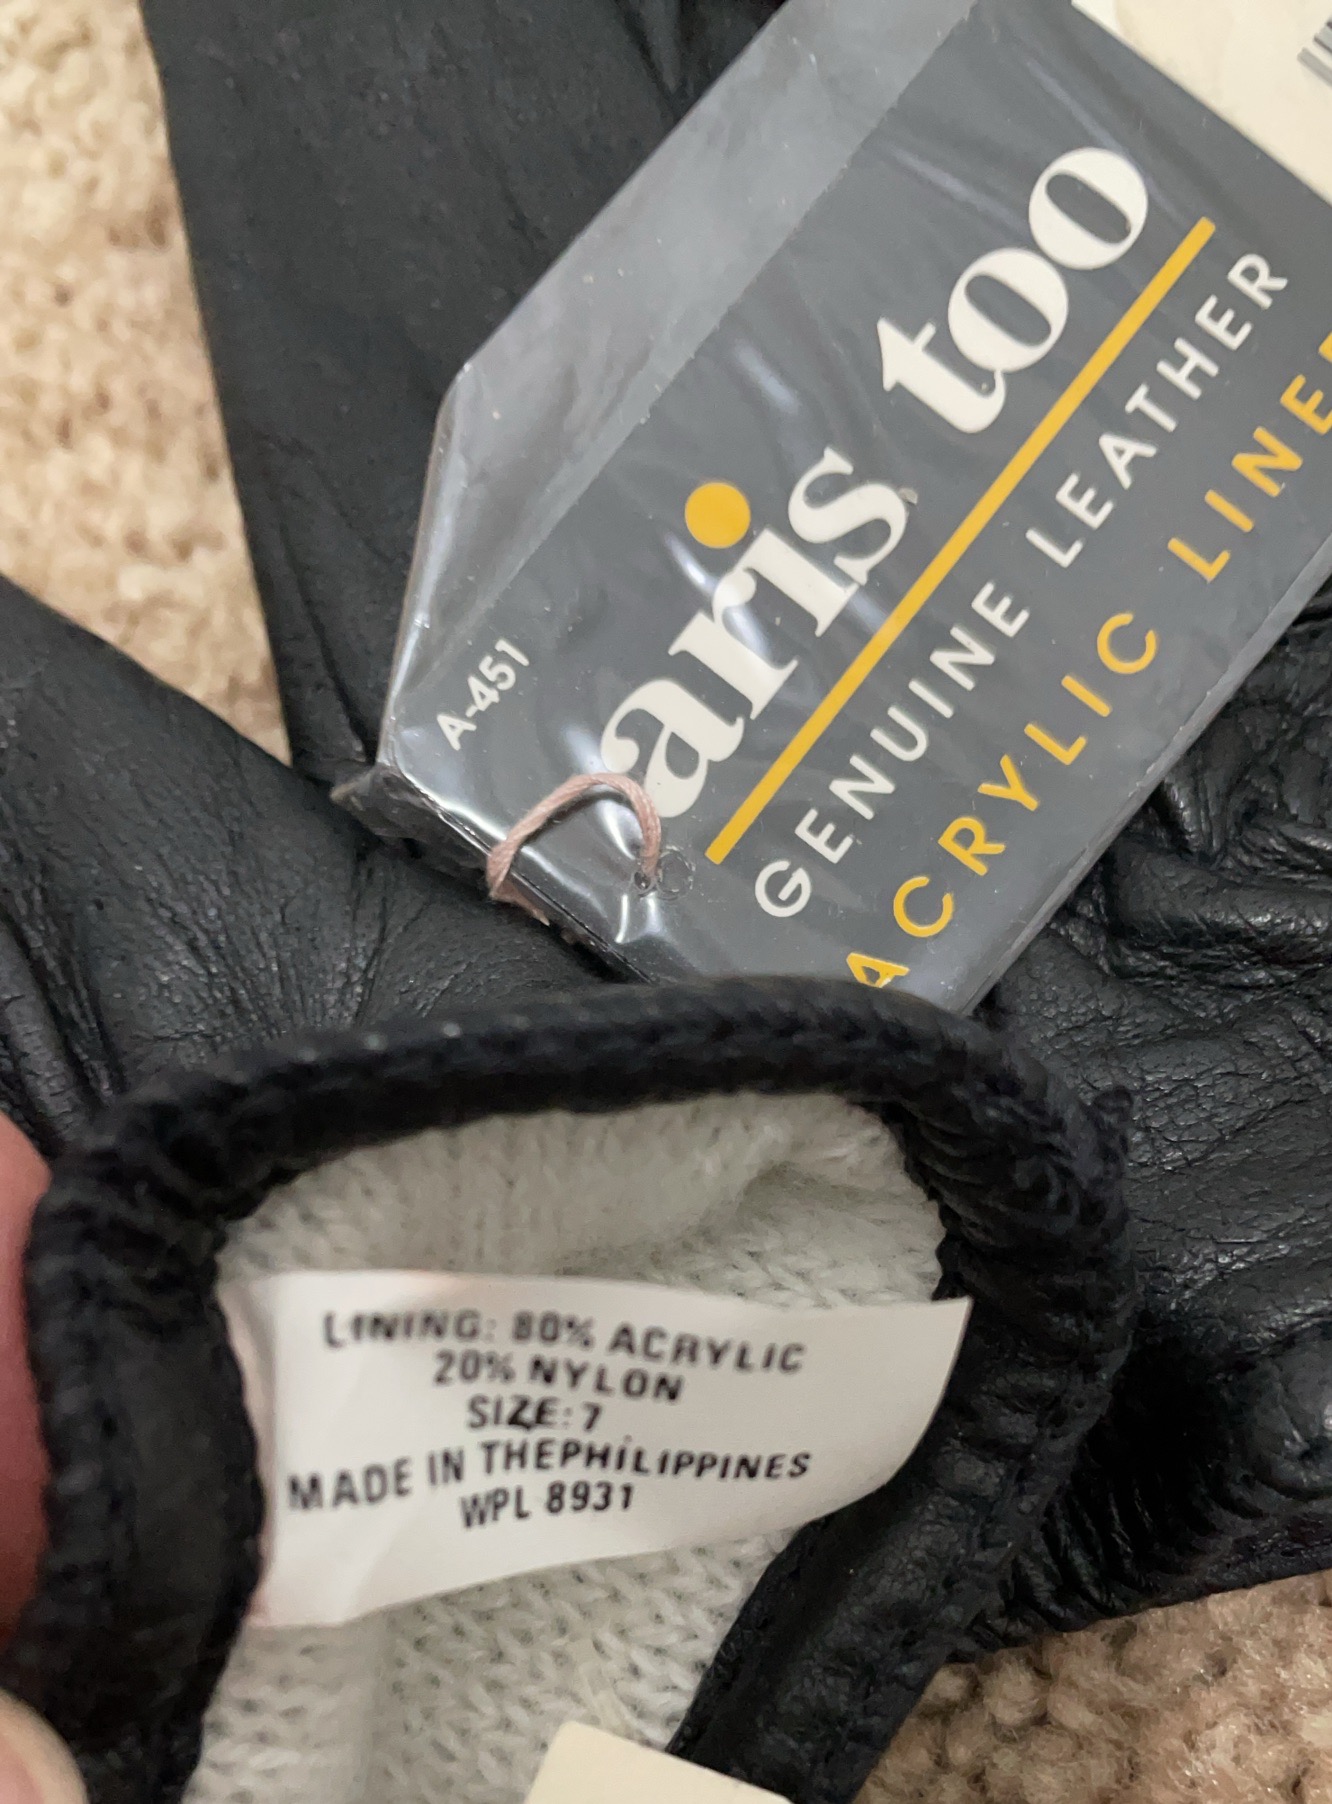 A-451
aris too
GENUINE LEATHER
ACRYLIC LINE
LINING: 80% ACRYLIC
20% NYLON
SIZE: 7
MADE IN THEPHILIPPINES
WPL 8931